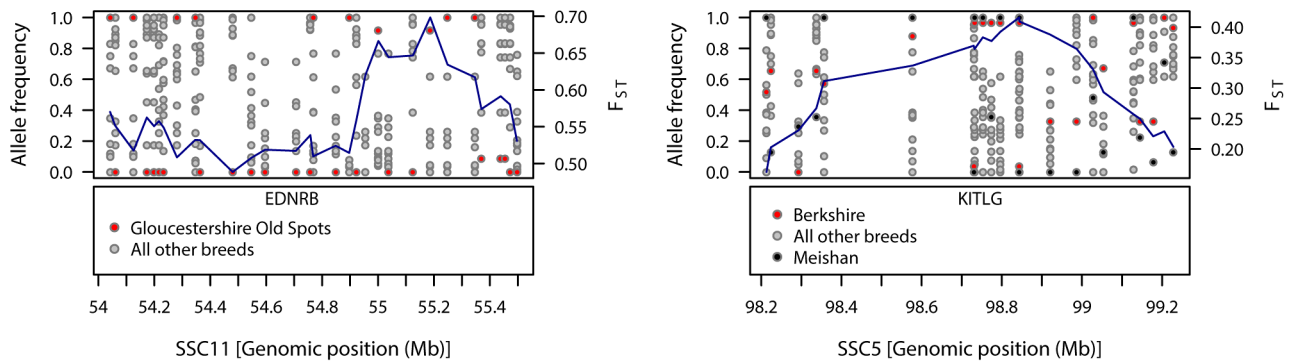 Allele frequency
1.0
0.8
0.6
0.4
0.2
0.0
0.70
0.65
0.60
0.55
0.50
F ST
EDNRB
Gloucestershire Old Spots
All other breeds
54
54.2
54.4
54.6
54.8
55
55.2
55.4
SSC11 [Genomic position (Mb)]
Allele frequency
1.0
0.8
0.6
0.4
0.2
0.0
0.40
0.35
0.30
0.25
0.20
F ST
KITLG
Berkshire
All other breeds
Meishan
98.2
98.4
98.6
98.8
99
99.2
SSC5 [Genomic position (Mb)]